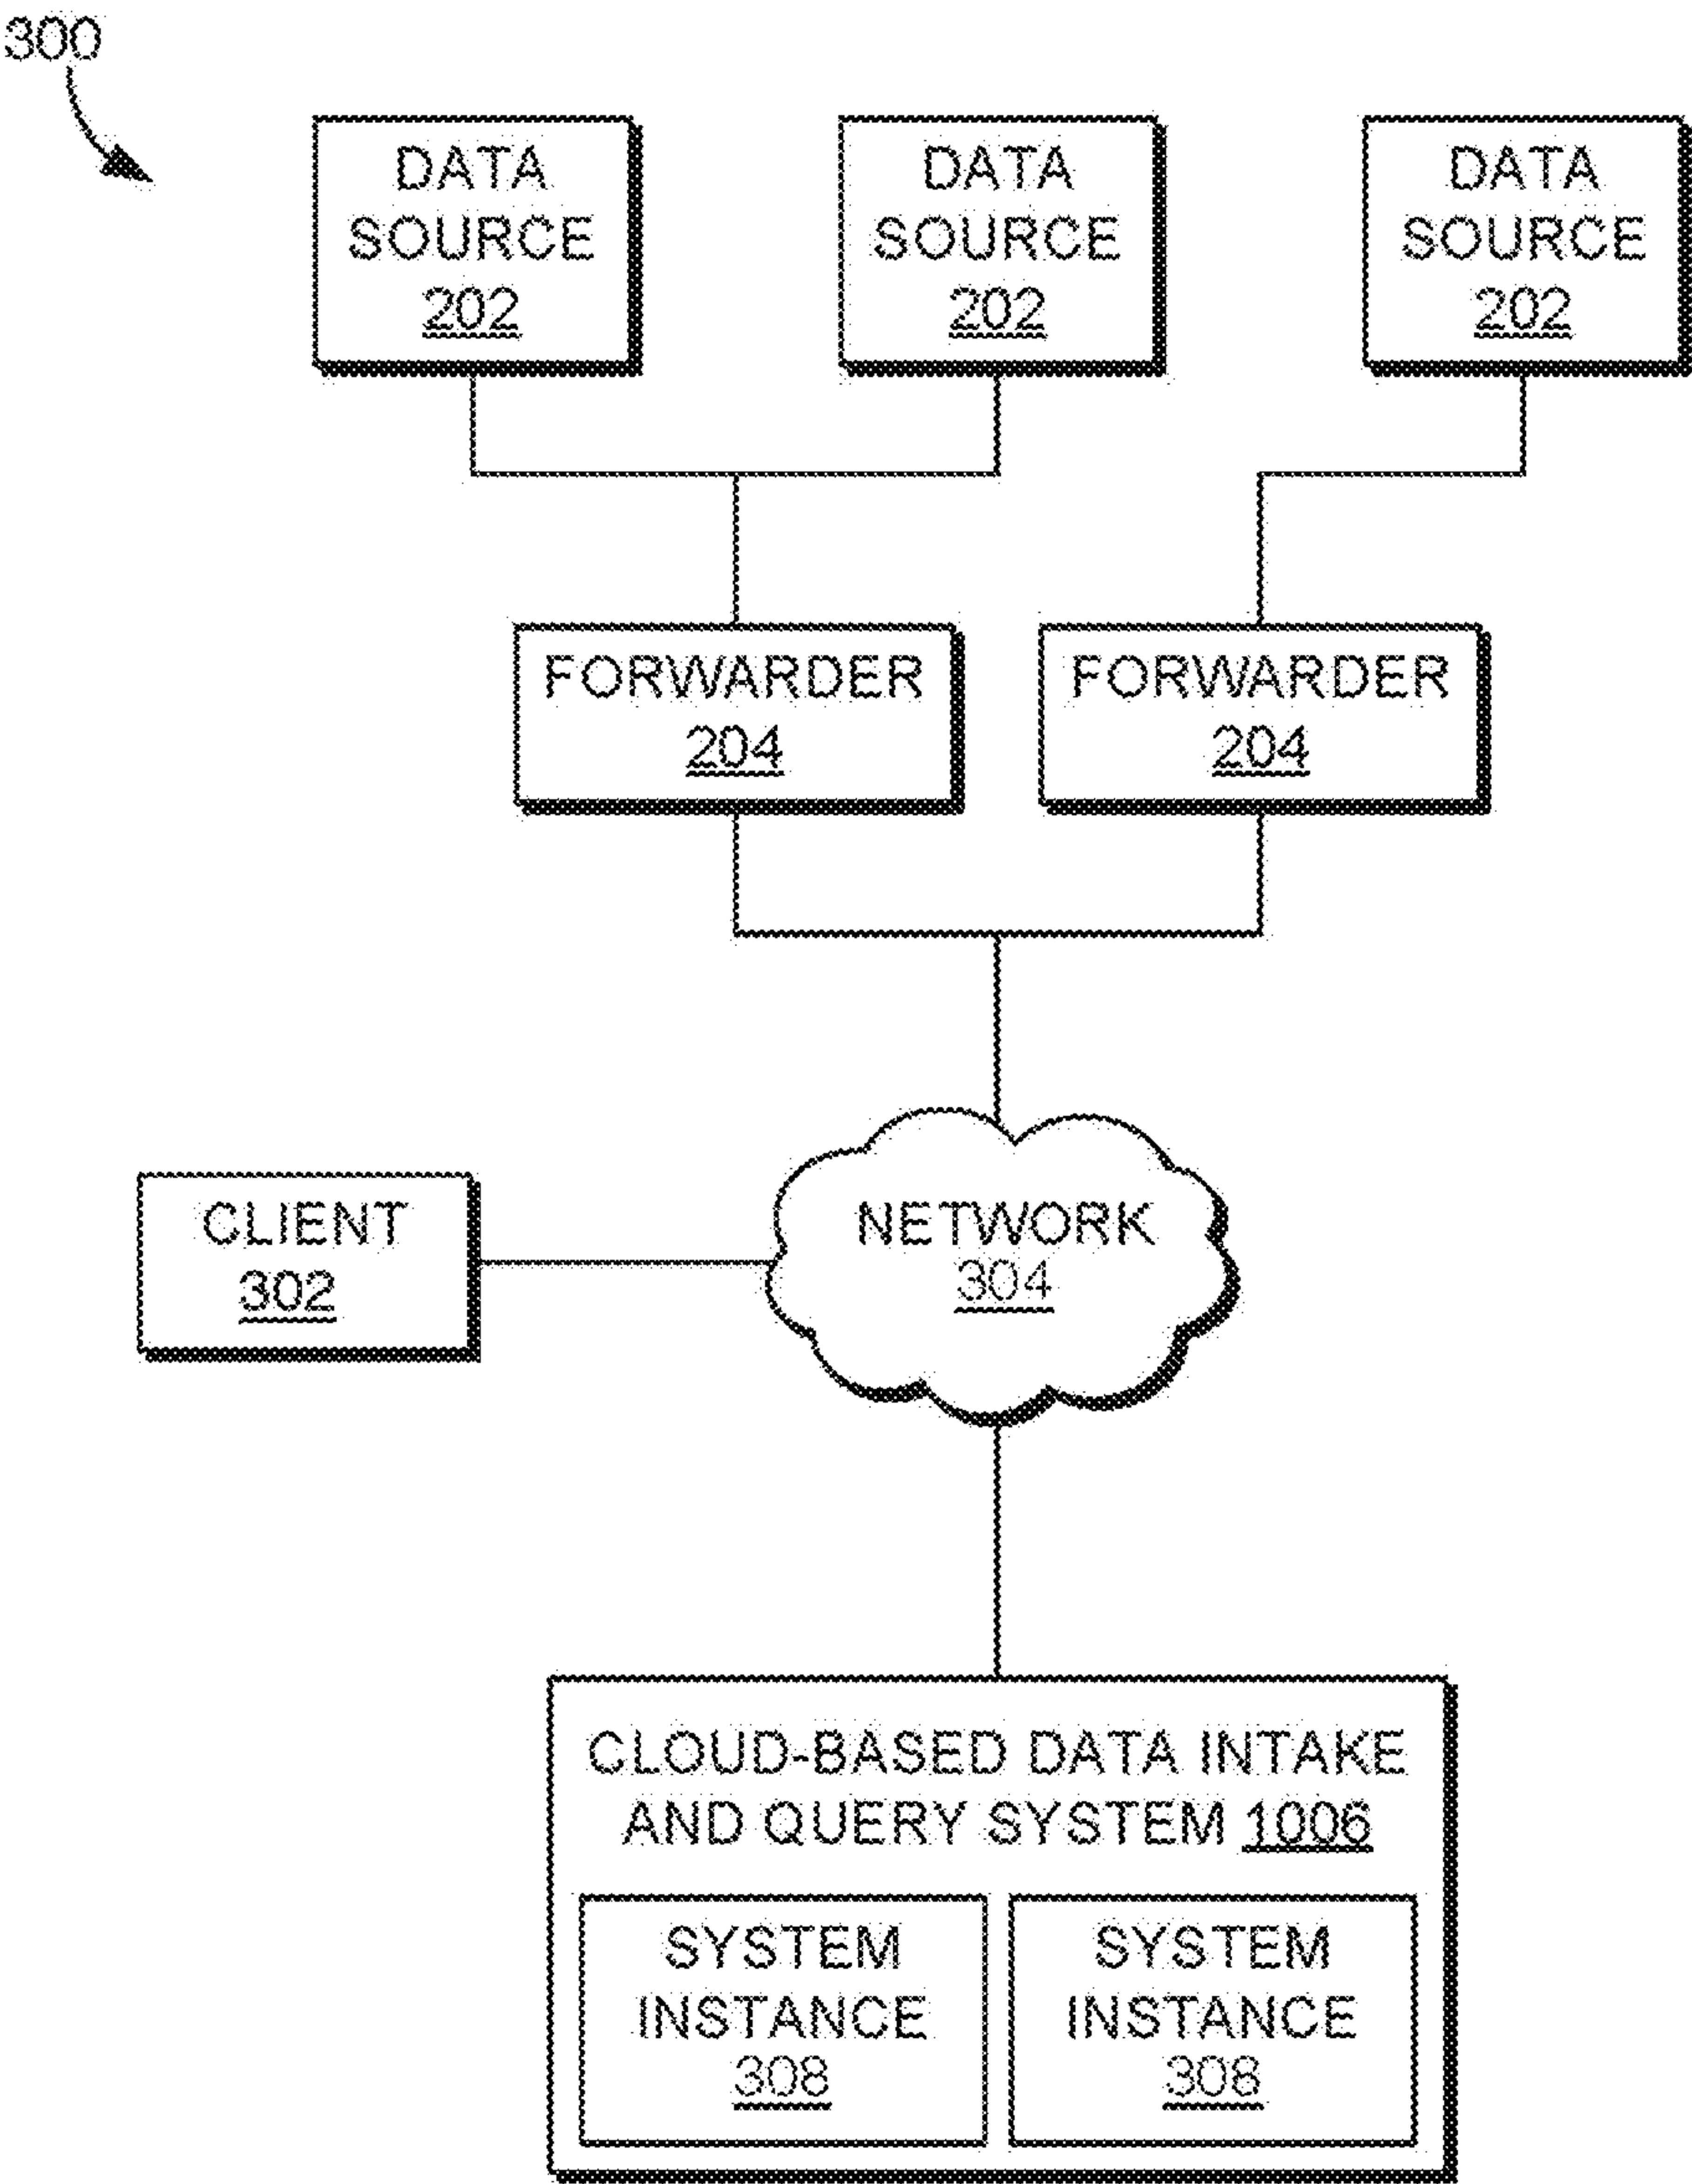 300
DATA
SOURCE
202
DATA
SOURCE
202
DATA
SOURCE
202
FORWARDER
204
FORWARDER
204
CLIENT
302
NETWORK
304
CLOUD-BASED DATA INTAKE
AND QUERY SYSTEM 1006
SYSTEM
INSTANCE
308
SYSTEM
INSTANCE
308